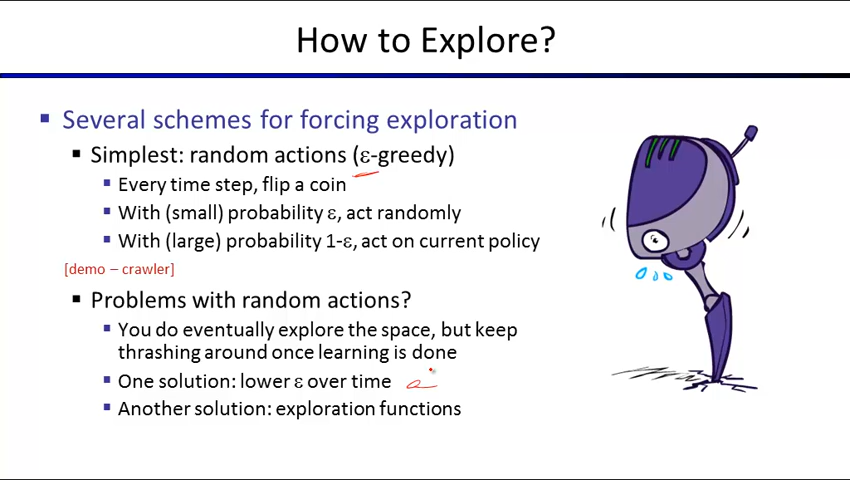 How to Explore?
Several schemes for forcing exploration
Simplest: random actions (ε-greedy)
Every time step, flip a coin
With (small) probability ε, act randomly
With (large) probability 1-ε, act on current policy
[demo – crawler]
Problems with random actions?
You do eventually explore the space, but keep
thrashing around once learning is done
One solution: lower ε over time
Another solution: exploration functions